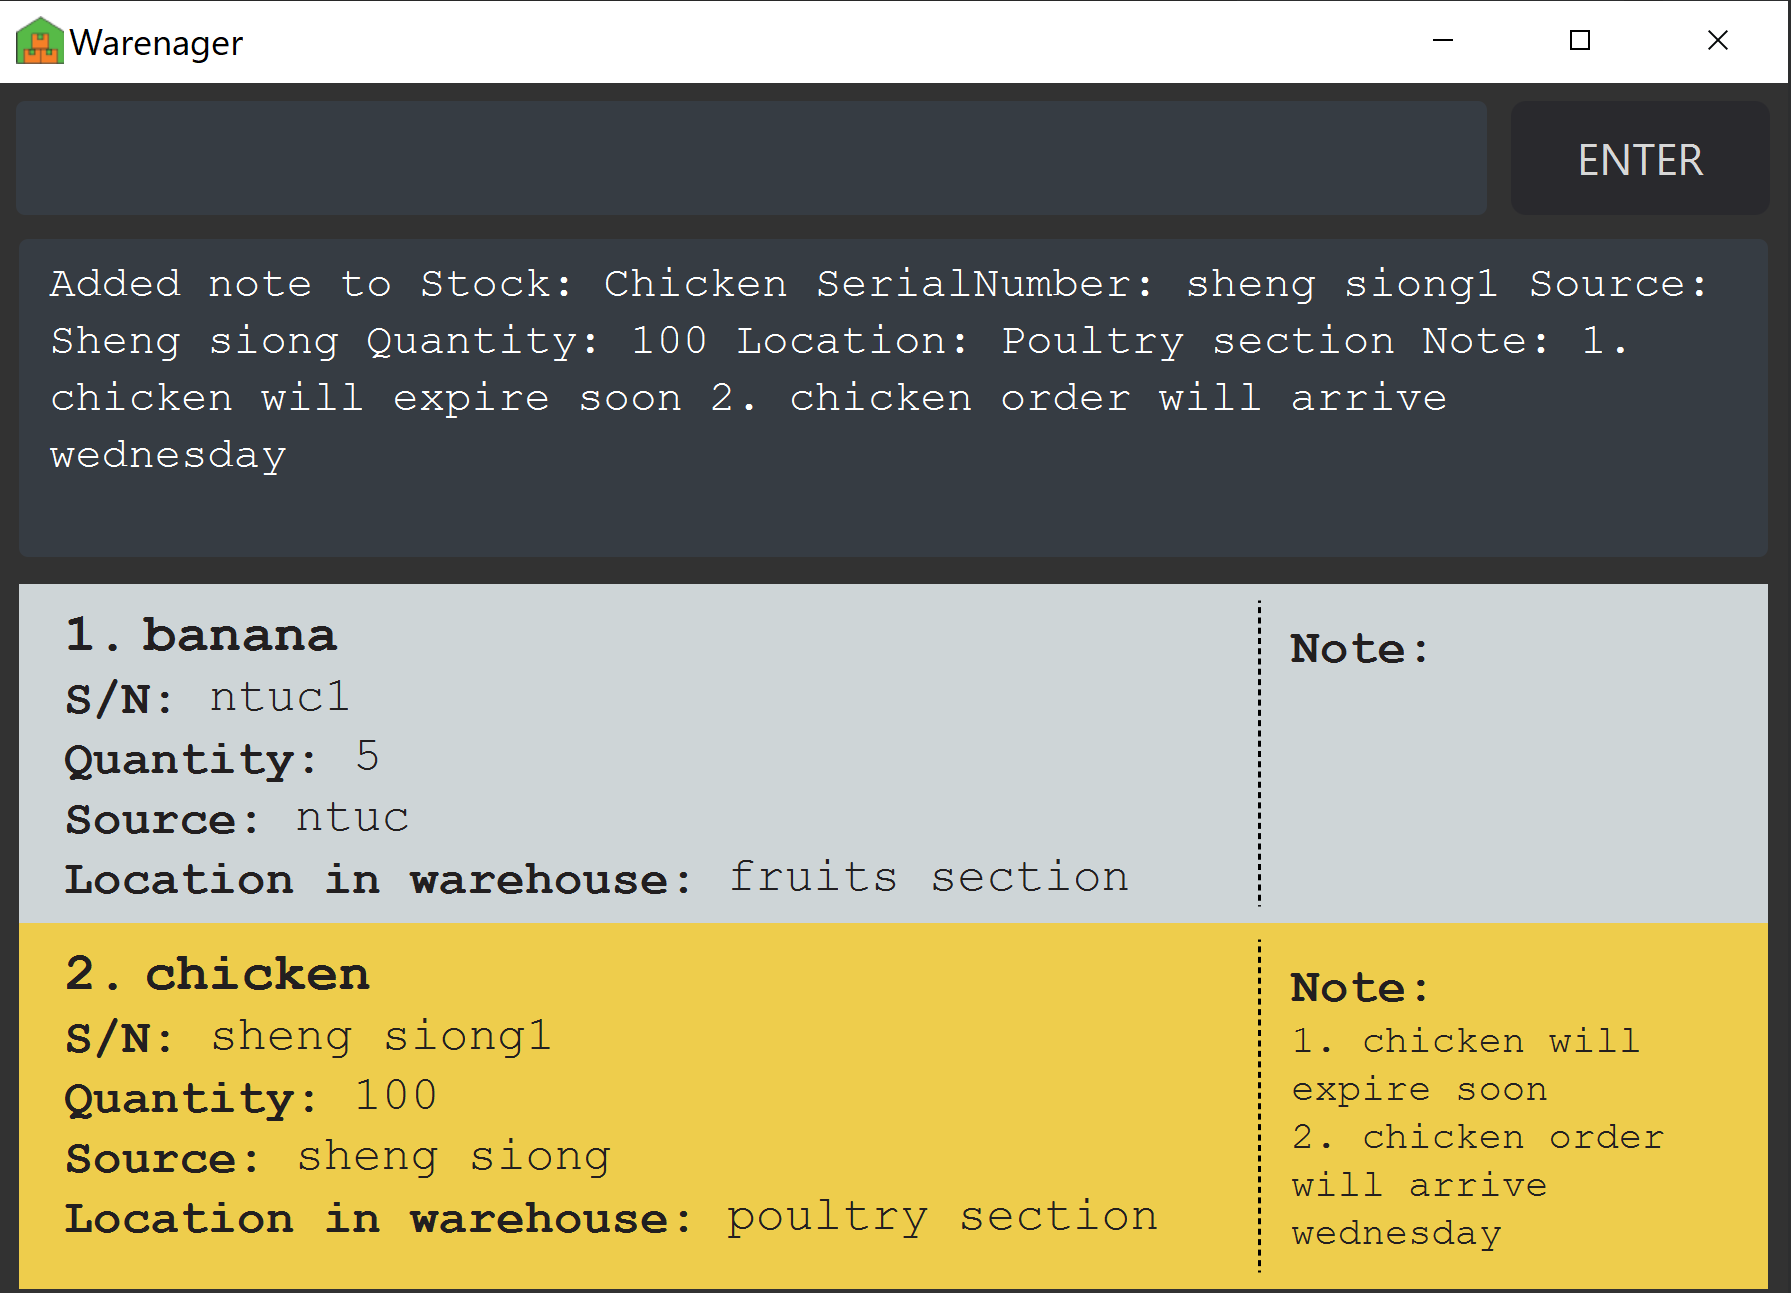 Warenager
ENTER
Added note to Stock: Chicken SerialNumber: sheng siong1 Source:
Sheng siong Quantity: 100 Location: Poultry section Note: 1.
chicken will expire soon 2. chicken order will arrive
wednesday
1. banana
S/N: ntuc1
Quantity: 5
Source: ntuc
Location in warehouse: fruits section
Note:
2. chicken
S/N: sheng siong1
Quantity: 100
Source: sheng siong
Location in warehouse: poultry section
Note:
1. chicken will
expire soon
2. chicken order
will arrive
wednesday